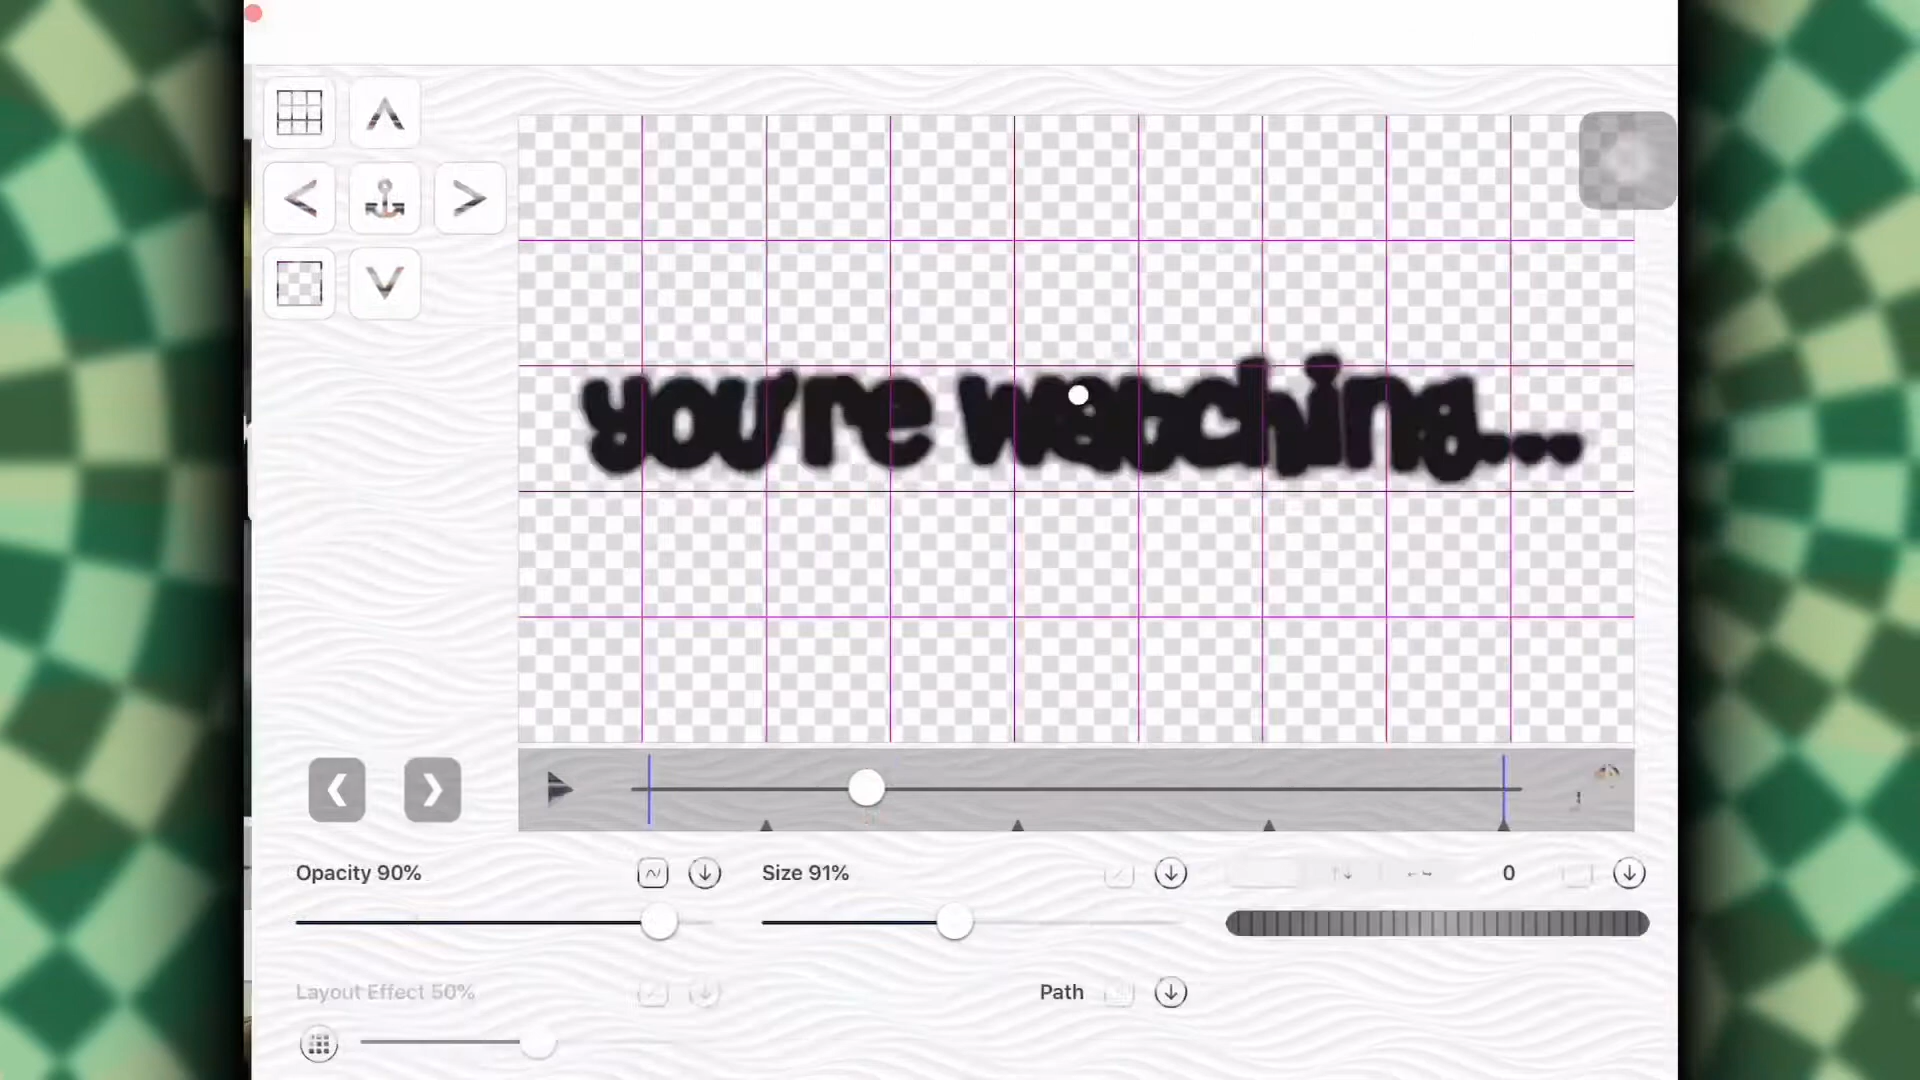 you're watching...
Opacity 90%
Size 91%
0
Layout Effect 50%
Path